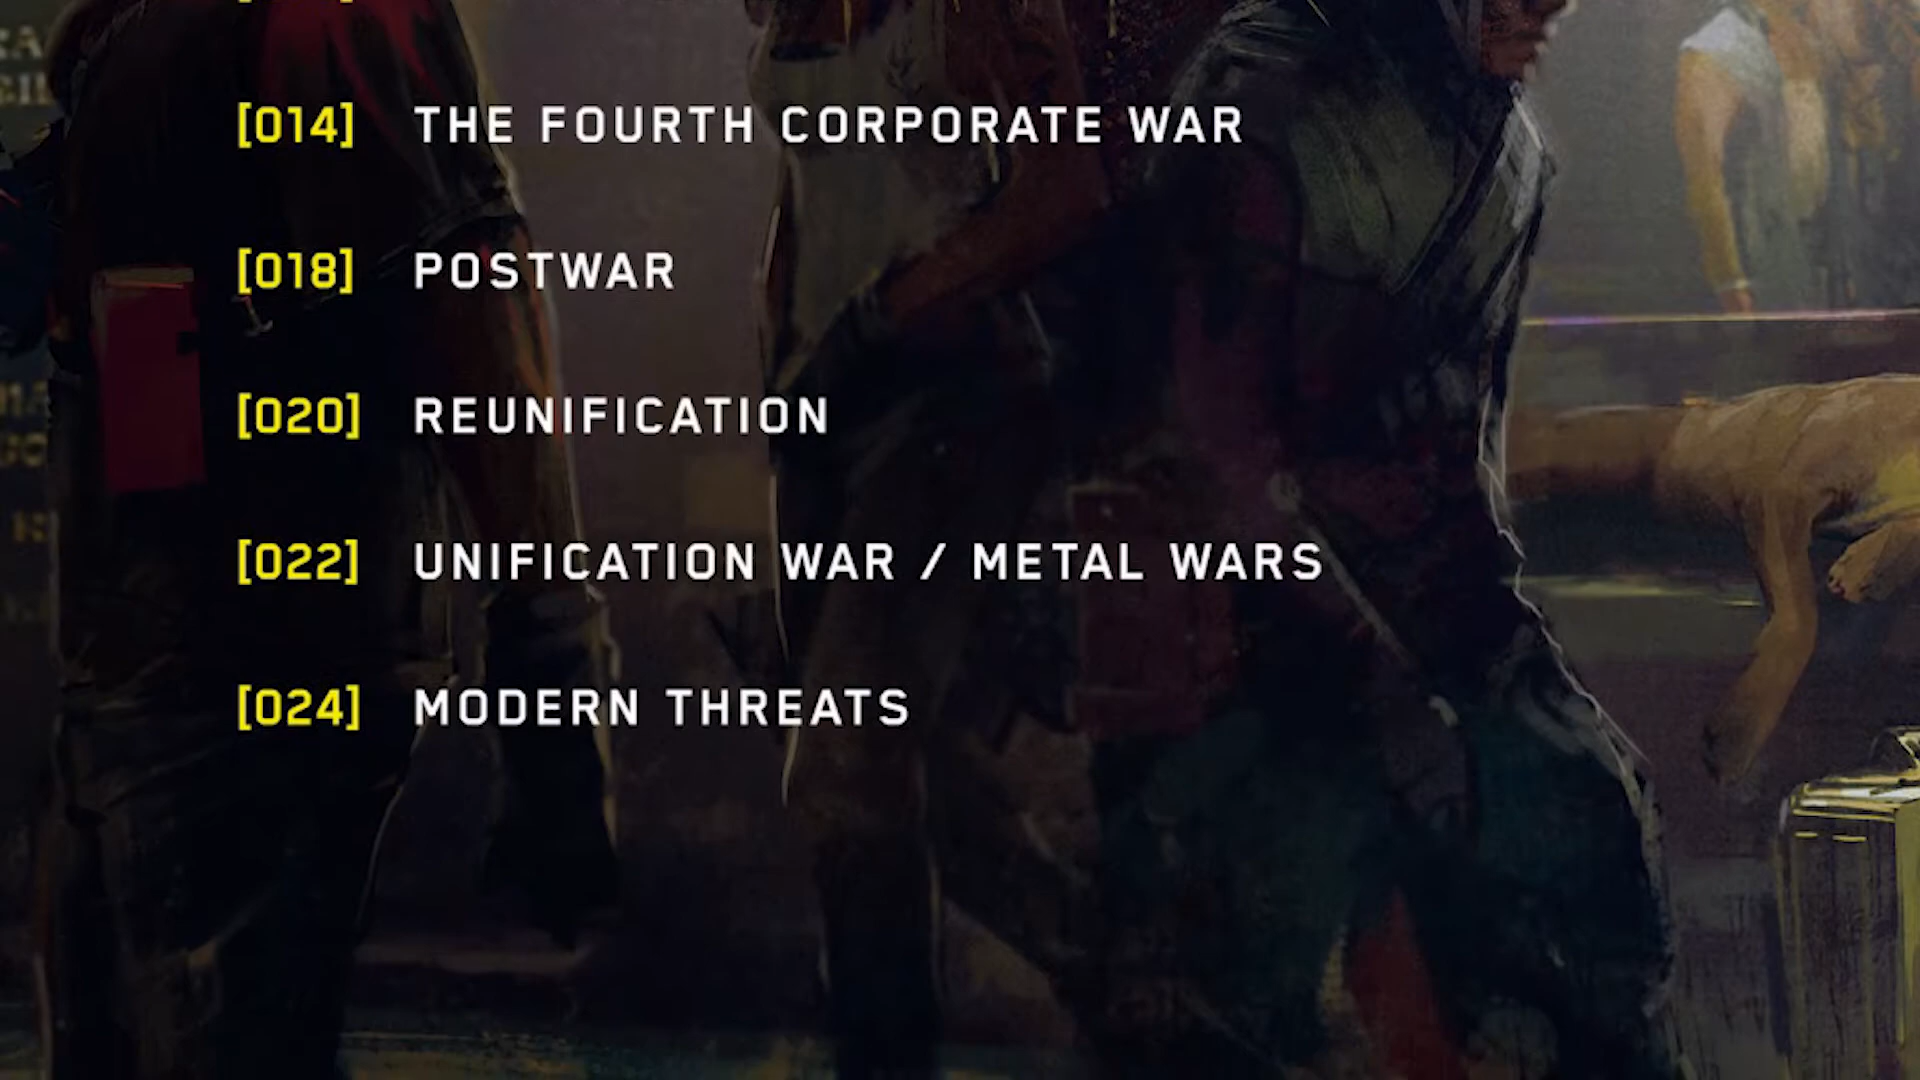 [014] THE FOURTH CORPORATE WAR
[018] POSTWAR
[020] REUNIFICATION
[022] UNIFICATION WAR / METAL WARS
[024] MODERN THREATS